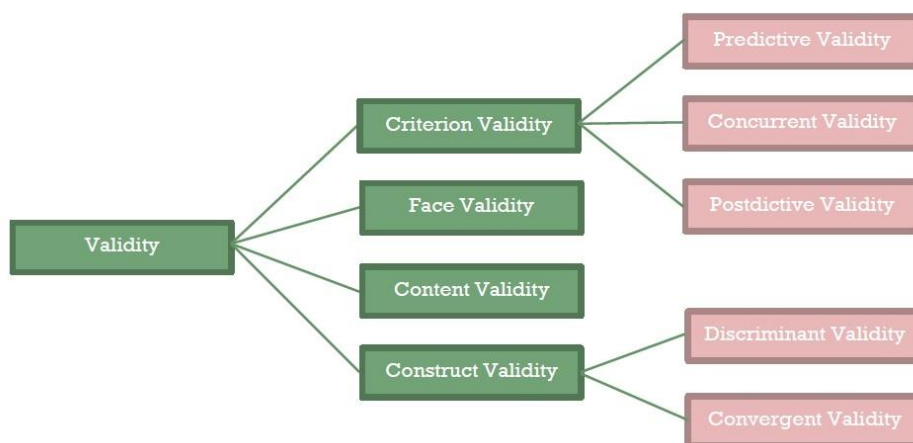 Predictive Validity
Criterion Validity
Concurrent Validity
Face Validity
Postdictive Validity
Validity
Content Validity
Discriminant Validity
Construct Validity
Convergent Validity